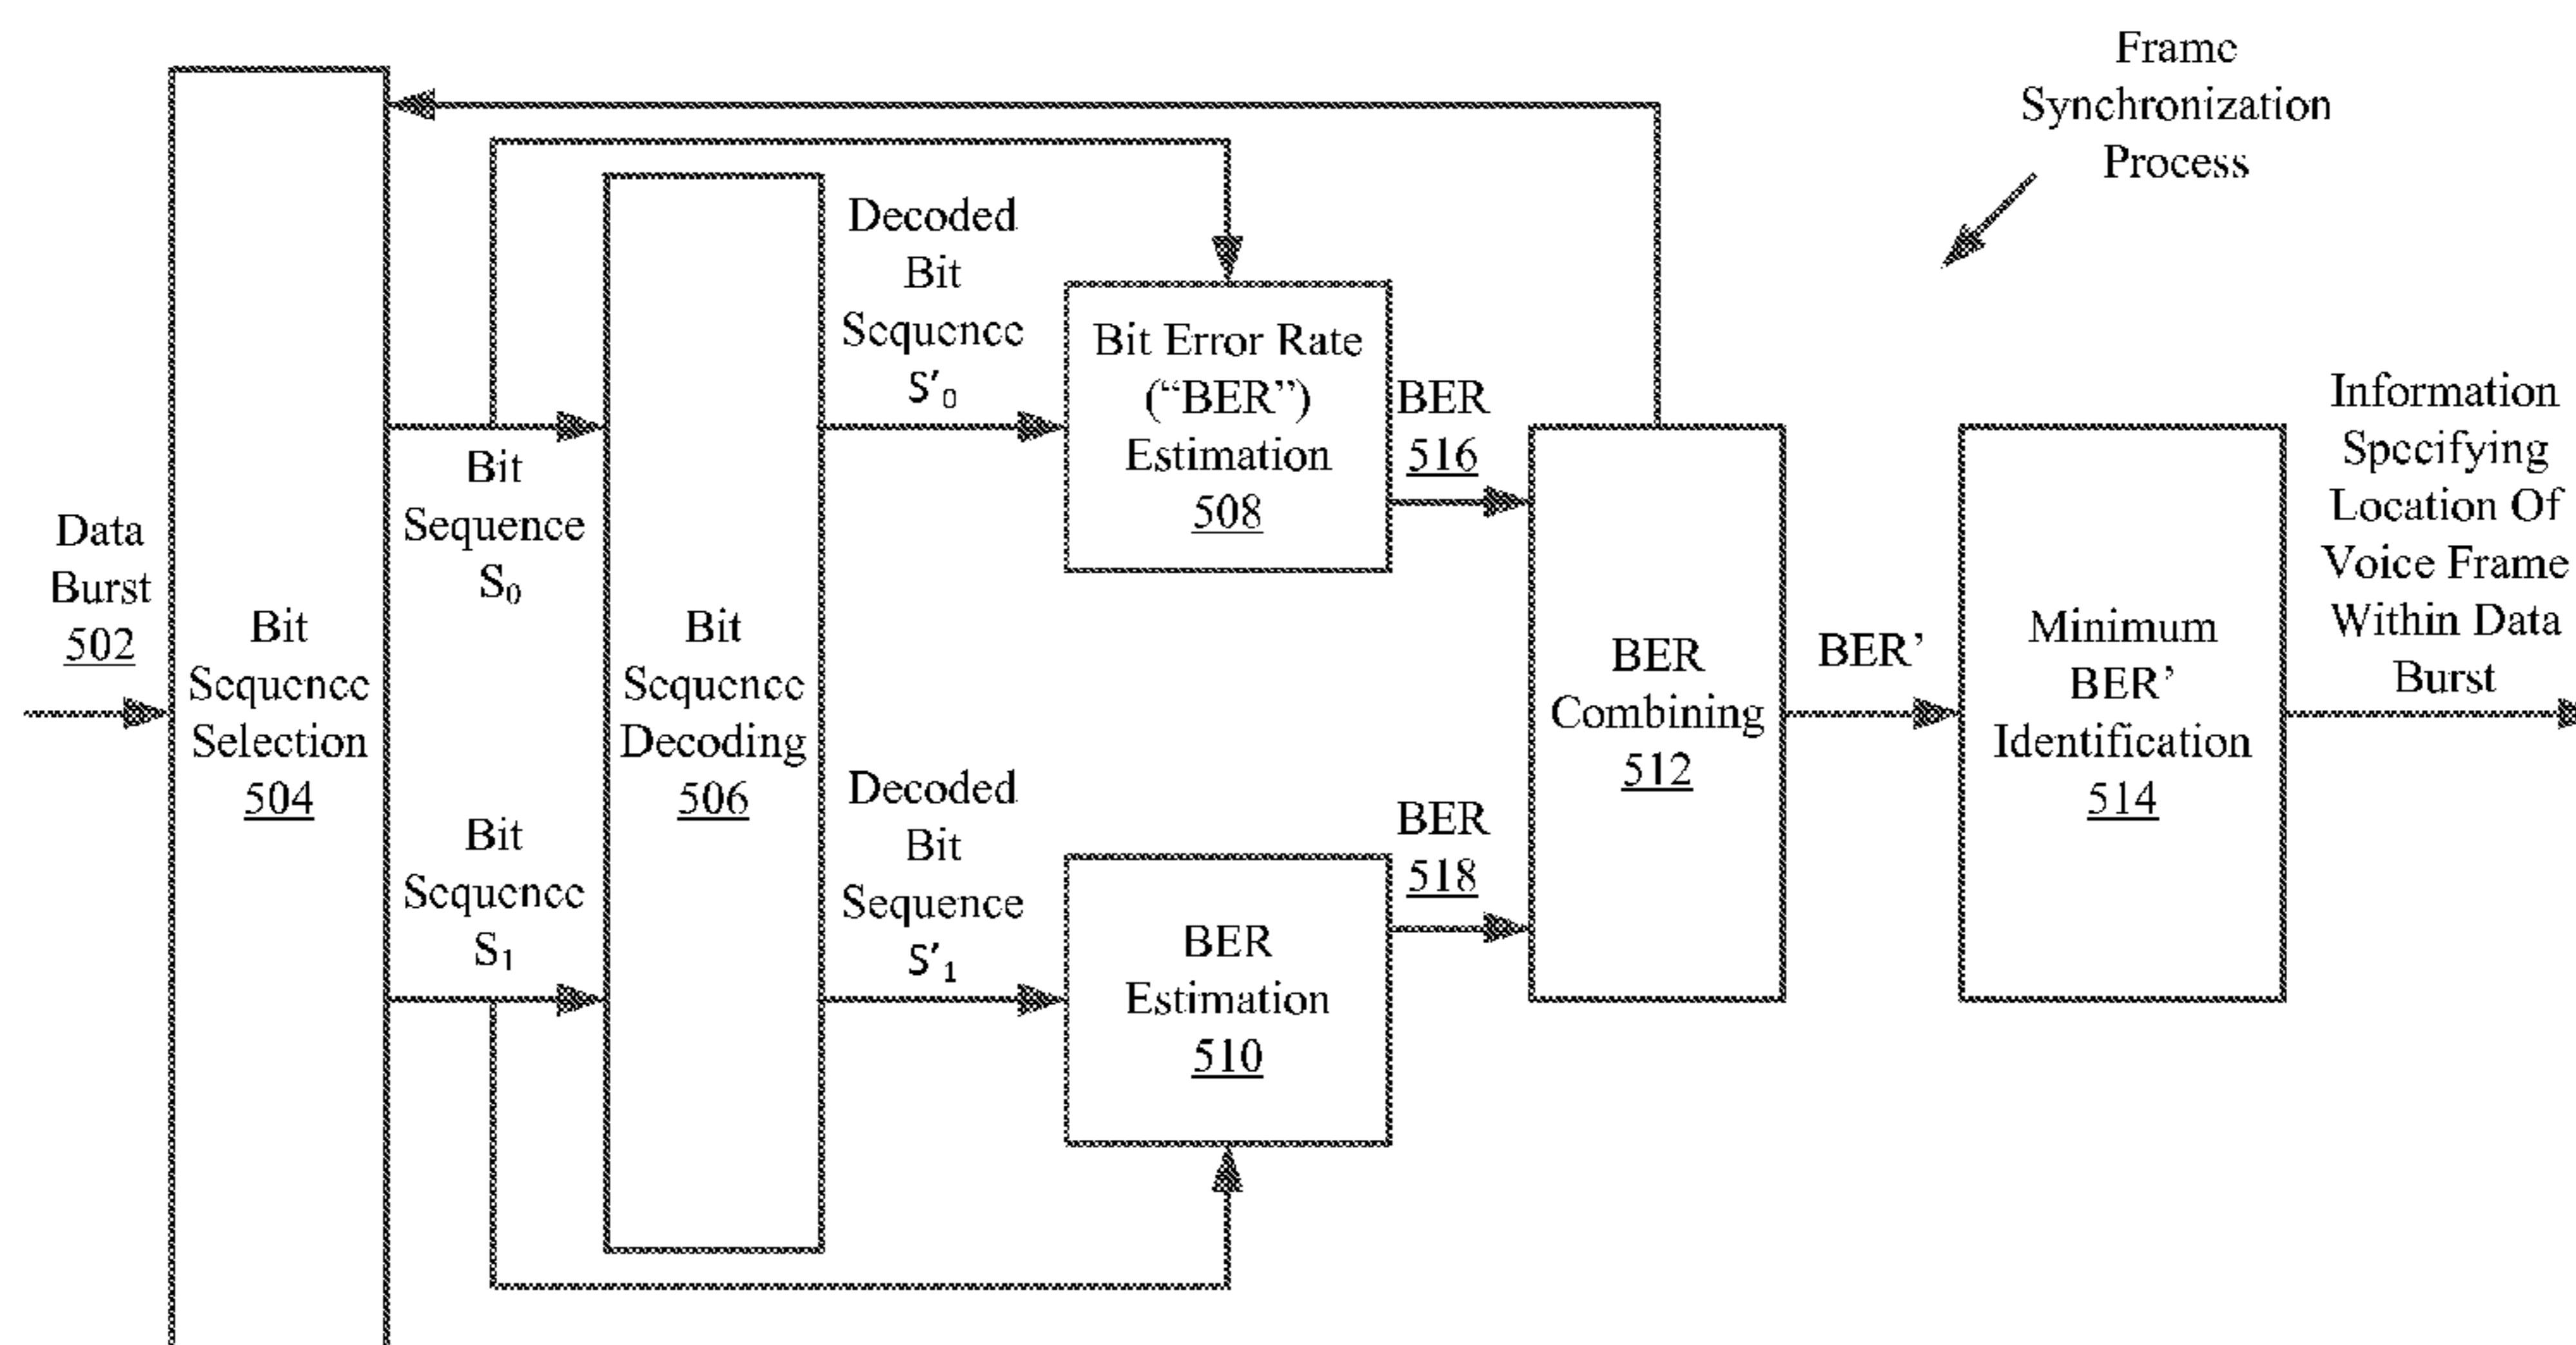 Frame
Synchronization
Process
Data
Burst
502
Bit
Sequence
Selection
504
Bit
Sequence
S₀
Bit
Sequence
S₁
Bit
Sequence
Decoding
506
Decoded
Bit
Sequence
S′₀
Decoded
Bit
Sequence
S′₁
Bit Error Rate
(“BER”)
Estimation
508
BER
Estimation
510
BER
516
BER
518
BER
Combining
512
BER’
Minimum
BER’
Identification
514
Information
Specifying
Location Of
Voice Frame
Within Data
Burst